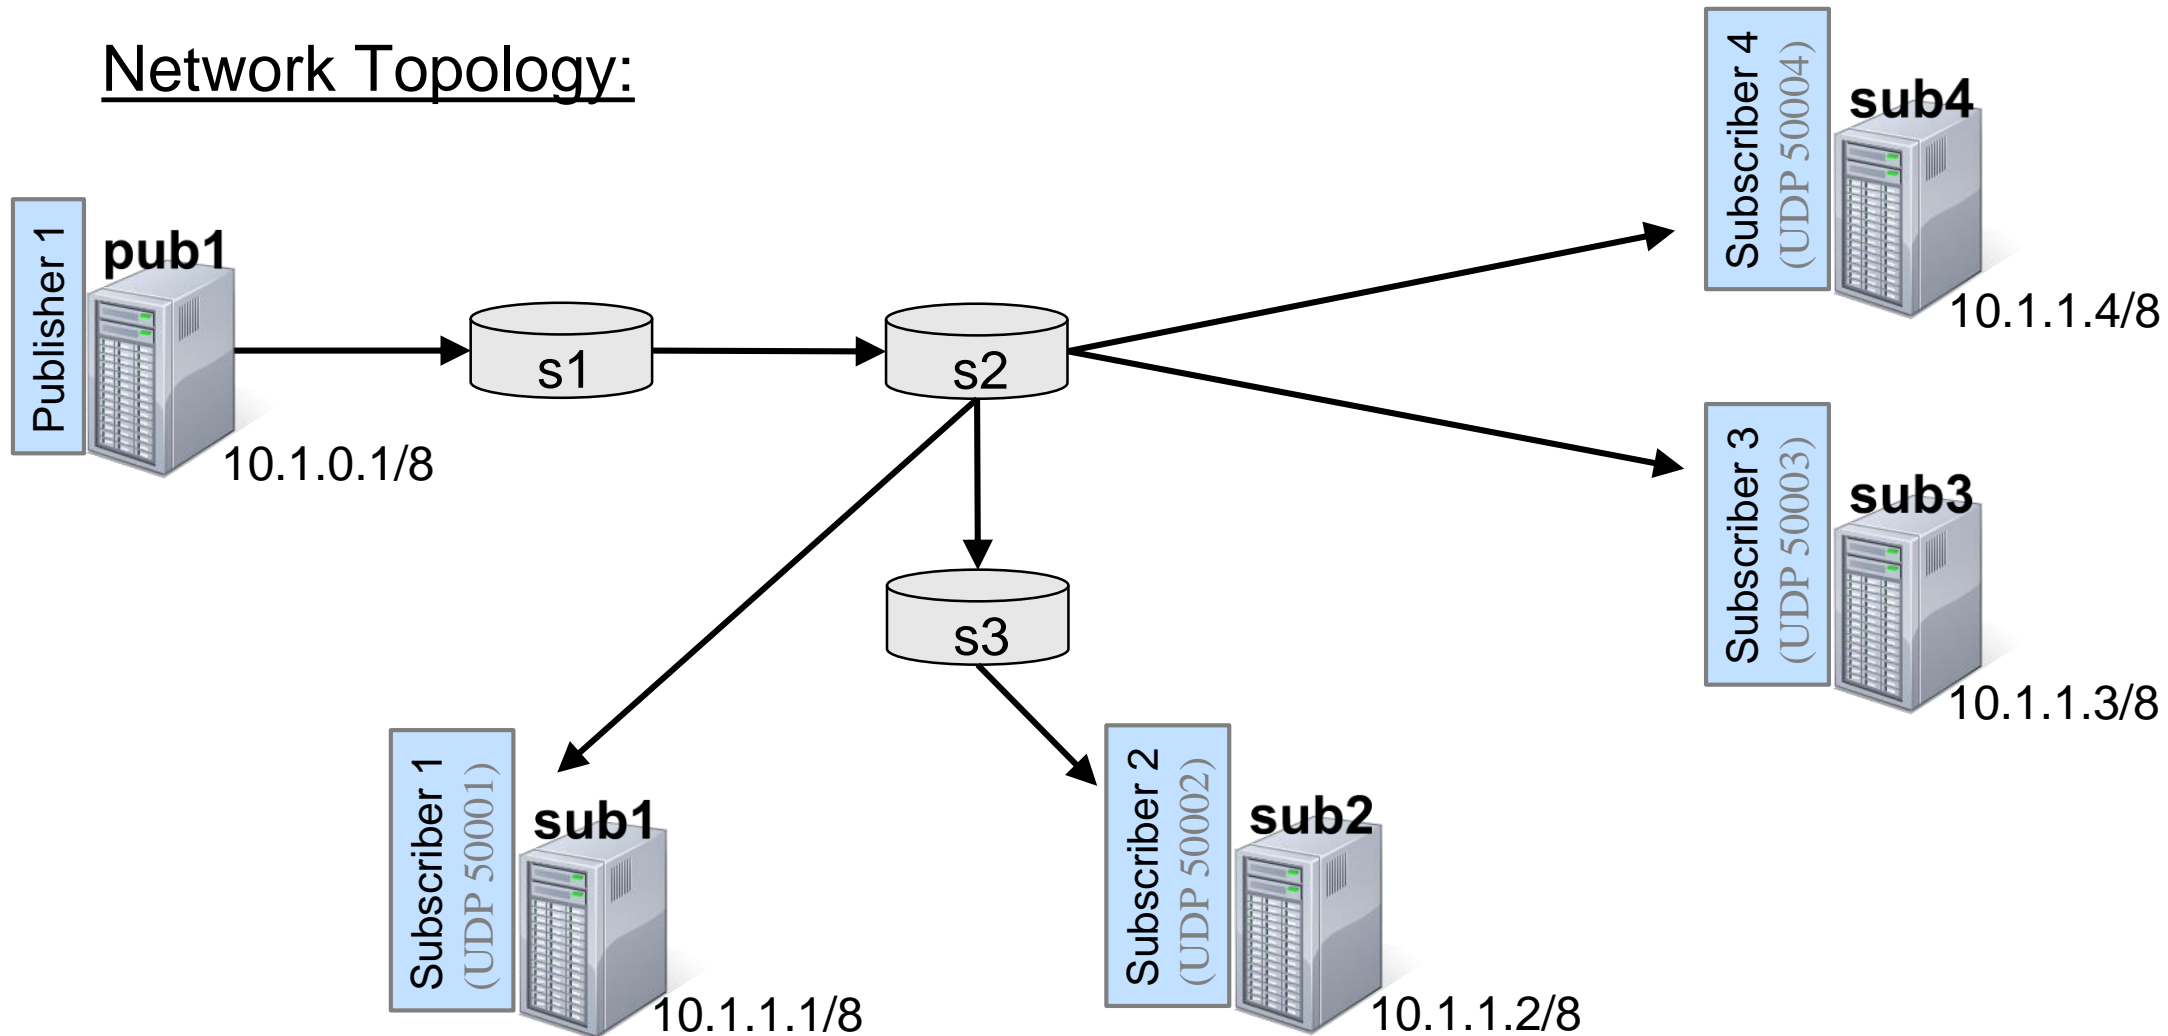 Network Topology:
Subscriber 4
(UDP 50004)
sub4
10.1.1.4/8
Publisher 1
pub1
10.1.0.1/8
s1
s2
Subscriber 3
(UDP 50003)
sub3
10.1.1.3/8
s3
Subscriber 1
(UDP 50001)
sub1
10.1.1.1/8
Subscriber 2
(UDP 50002)
sub2
10.1.1.2/8